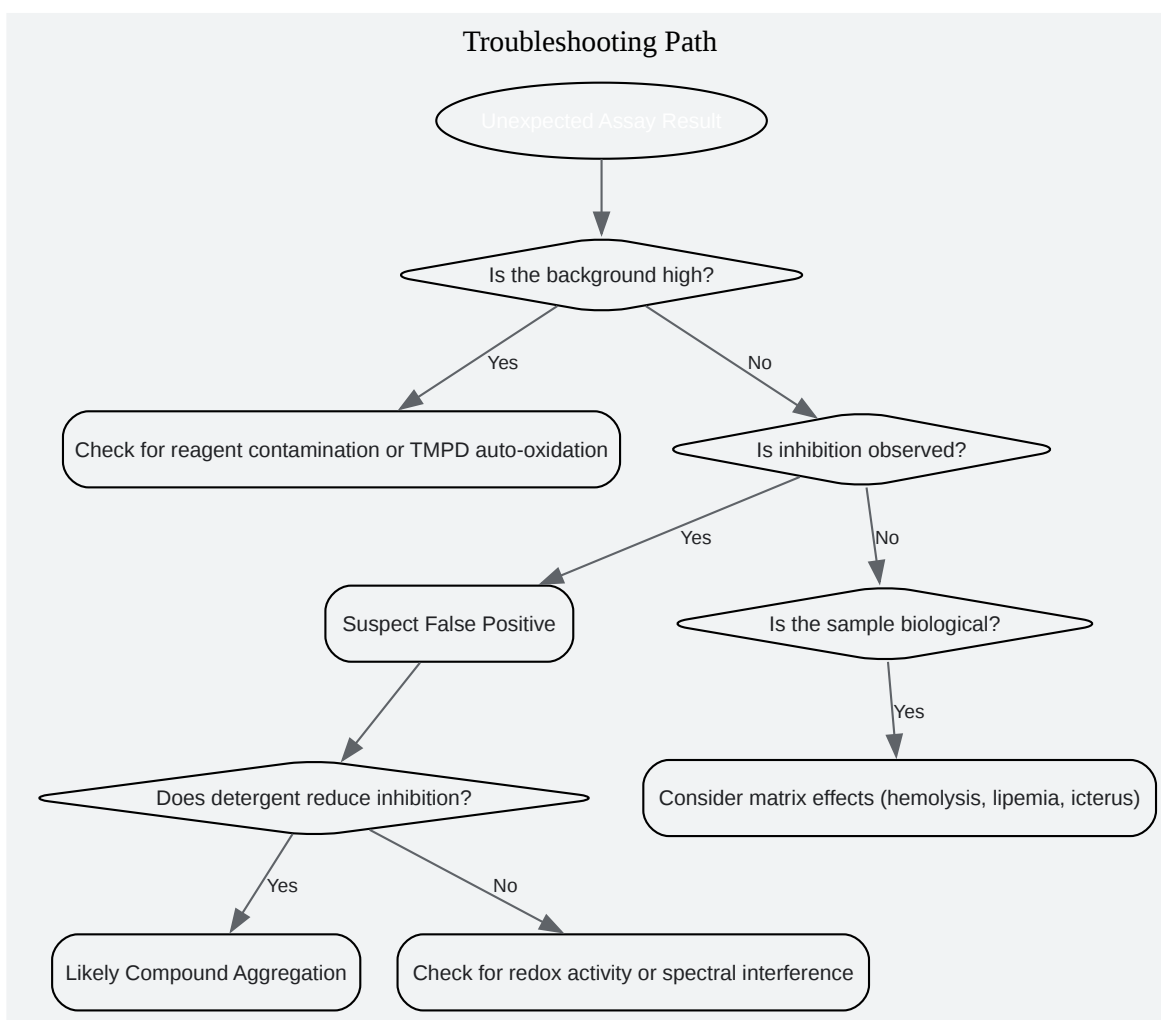 Troubleshooting Path
Unexpected Assay Result
Is the background high?
Yes
No
Check for reagent contamination or TMPD auto-oxidation
Is inhibition observed?
Yes
No
Suspect False Positive
Is the sample biological?
Yes
Does detergent reduce inhibition?
Consider matrix effects (hemolysis, lipemia, icterus)
Yes
No
Likely Compound Aggregation
Check for redox activity or spectral interference